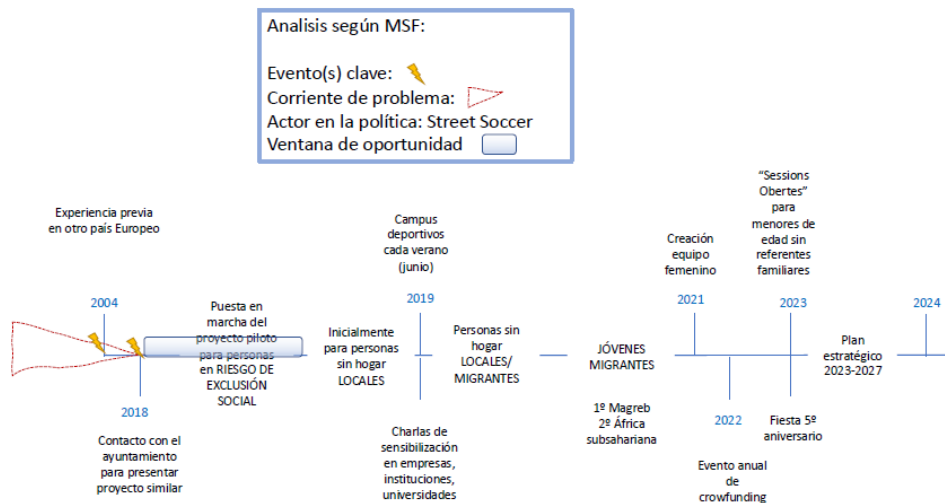 Analisis según MSF:
Evento(s) clave:
Corriente de problema:
Actor en la política: Street Soccer
Ventana de oportunidad
Experiencia previa
en otro país Europeo
2004
2018
Contacto con el
ayuntamiento
para presentar
proyecto similar
Puesta en
marcha del
proyecto piloto
para personas
en RIESGO DE
EXCLUSIÓN
SOCIAL
Inicialmente
para personas
sin hogar
LOCALES
Campus
deportivos
cada verano
(junio)
2019
Charlas de
sensibilización
en empresas,
instituciones,
universidades
Personas sin
hogar
LOCALES/
MIGRANTES
JÓVENES
MIGRANTES
1º Magreb
2º África
subsahariana
Creación
equipo
femenino
2021
2022
Evento anual
de
crowfunding
"Sessions
Obertes"
para
menores de
edad sin
referentes
familiares
2023
Fiesta 5º
aniversario
Plan
estratégico
2023-2027
2024